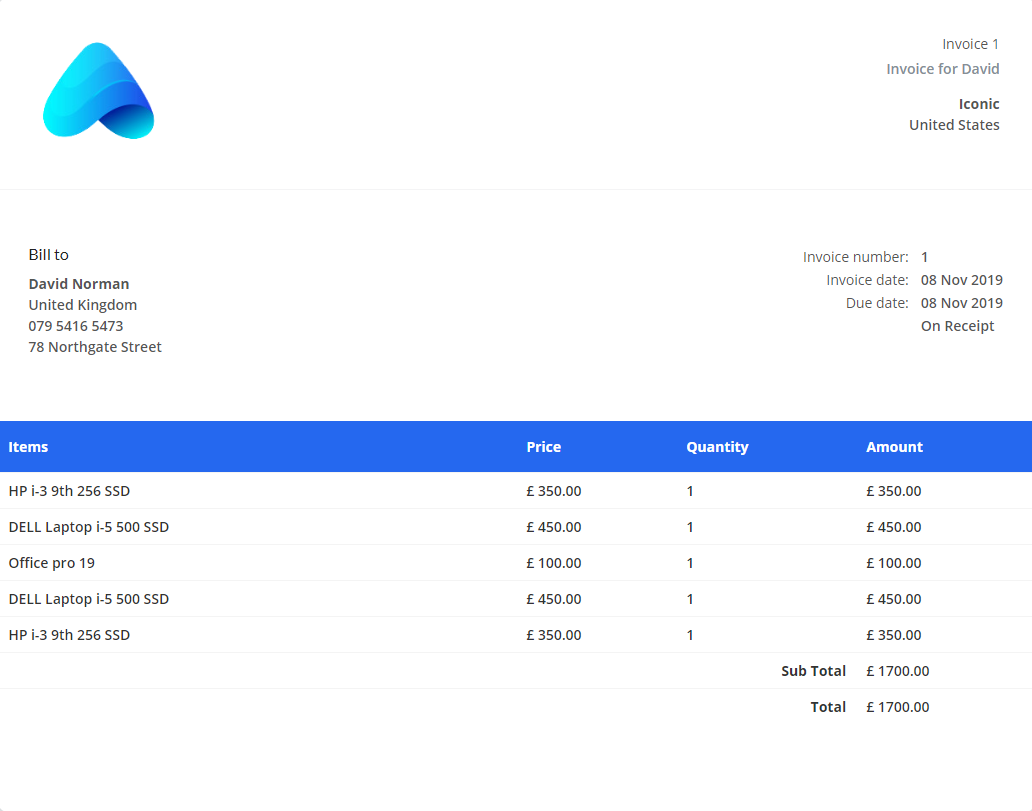 Invoice 1
Invoice for David
Iconic
United States
Bill to
David Norman
United Kingdom
079 5416 5473
78 Northgate Street
Invoice number: 1
Invoice date: 08 Nov 2019
Due date: 08 Nov 2019
On Receipt
Items Price Quantity Amount
HP i-3 9th 256 SSD £ 350.00 1 £ 350.00
DELL Laptop i-5 500 SSD £ 450.00 1 £ 450.00
Office pro 19 £ 100.00 1 £ 100.00
DELL Laptop i-5 500 SSD £ 450.00 1 £ 450.00
HP i-3 9th 256 SSD £ 350.00 1 £ 350.00
Sub Total £ 1700.00
Total £ 1700.00